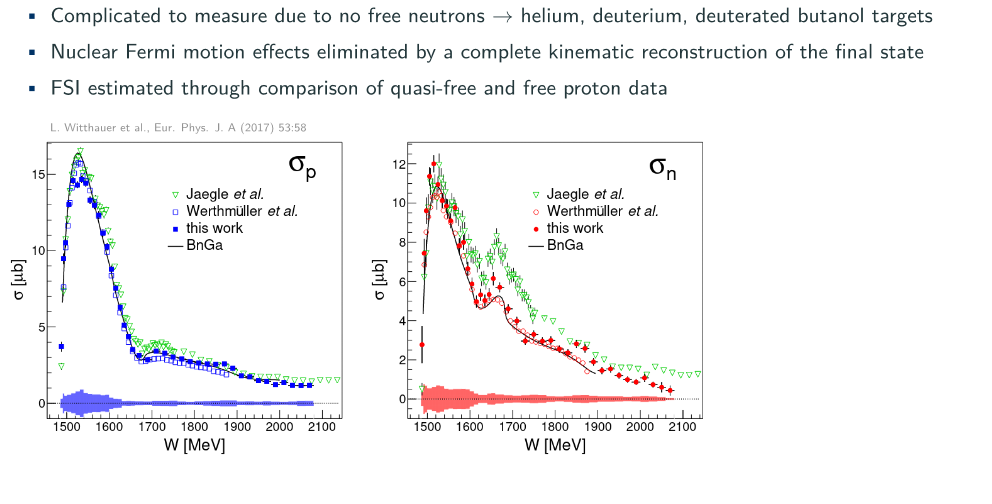 ▪ Complicated to measure due to no free neutrons → helium, deuterium, deuterated butanol targets
▪ Nuclear Fermi motion effects eliminated by a complete kinematic reconstruction of the final state
▪ FSI estimated through comparison of quasi-free and free proton data
L. Witthauer et al., Eur. Phys. J. A (2017) 53:58
σp
Jaegle et al.
Werthmüller et al.
this work
BnGa
15
10
5
0
σ [μb]
1500 1600 1700 1800 1900 2000 2100
W [MeV]
σn
Jaegle et al.
Werthmüller et al.
this work
BnGa
12
10
8
6
4
2
0
σ [μb]
1500 1600 1700 1800 1900 2000 2100
W [MeV]